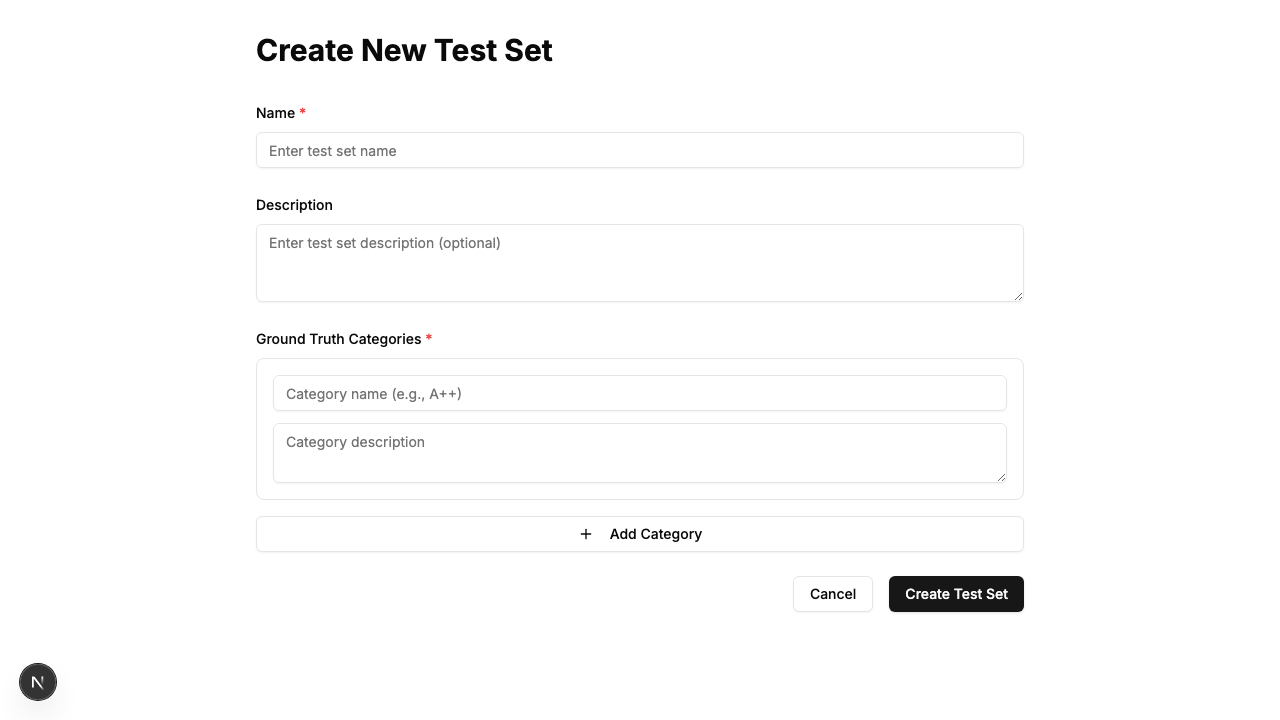 Create New Test Set
Name *
Enter test set name
Description
Enter test set description (optional)
Ground Truth Categories *
Category name (e.g., A++)
Category description
+ Add Category
Cancel
Create Test Set
N